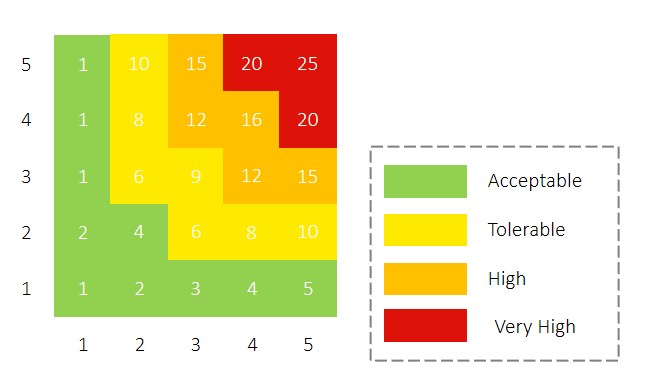 5 1 10 15 20 25
4 1 8 12 16 20
3 1 6 9 12 15
2 2 4 6 8 10
1 1 2 3 4 5
1 2 3 4 5
Acceptable
Tolerable
High
Very High